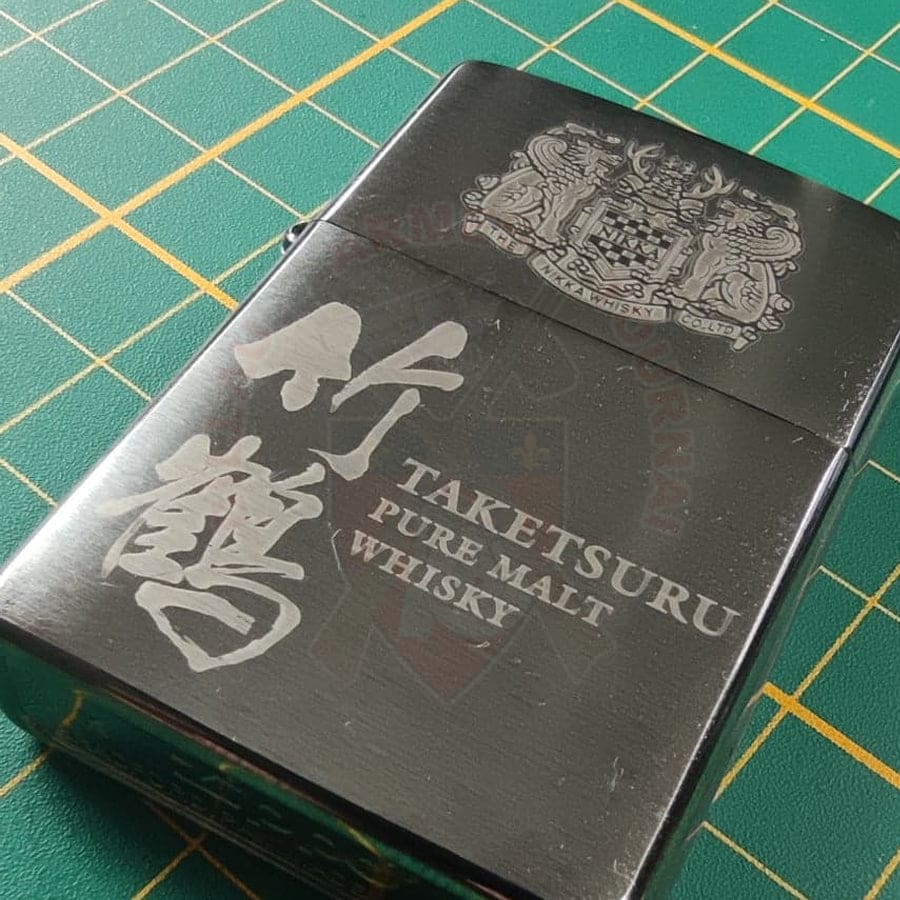 NIKKA
THE NIKKA WHISKY CO.,LTD.
竹鶴
TAKETSURU
PURE MALT
WHISKY